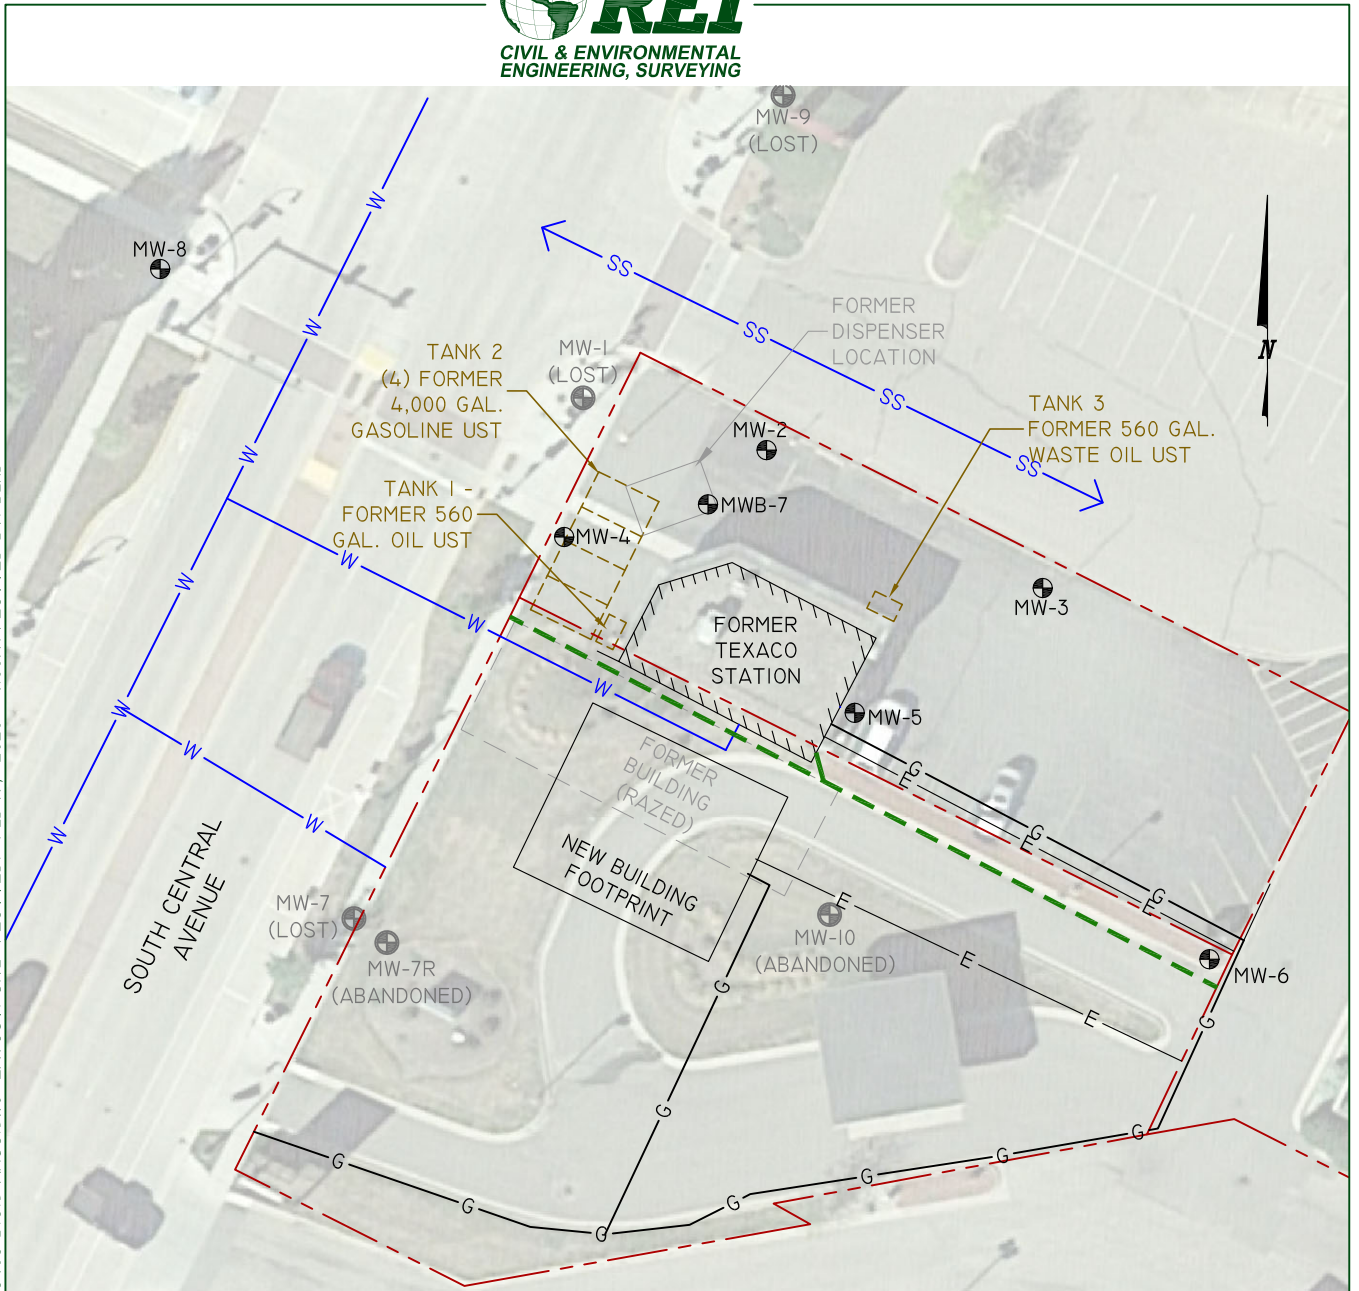 REI
CIVIL & ENVIRONMENTAL
ENGINEERING, SURVEYING
MW-9
(LOST)
W
MW-8
SS
W
FORMER
DISPENSER
LOCATION
SS
N
TANK 2
(4) FORMER
4,000 GAL.
GASOLINE UST
MW-1
(LOST)
SS
TANK 3
FORMER 560 GAL.
WASTE OIL UST
MW-2
SS
W
TANK 1 -
FORMER 560
GAL. OIL UST
MWB-7
MW-4
W
W
MW-3
W
FORMER
TEXACO
STATION
W
W
MW-5
W
FORMER
BUILDING
(RAZED)
G
E
W
W
G
E
NEW BUILDING
FOOTPRINT
SOUTH CENTRAL
AVENUE
G
E
MW-7
(LOST)
E
MW-10
(ABANDONED)
MW-7R
(ABANDONED)
E
MW-6
G
E
G
G
G
G
G
G
G
G
G